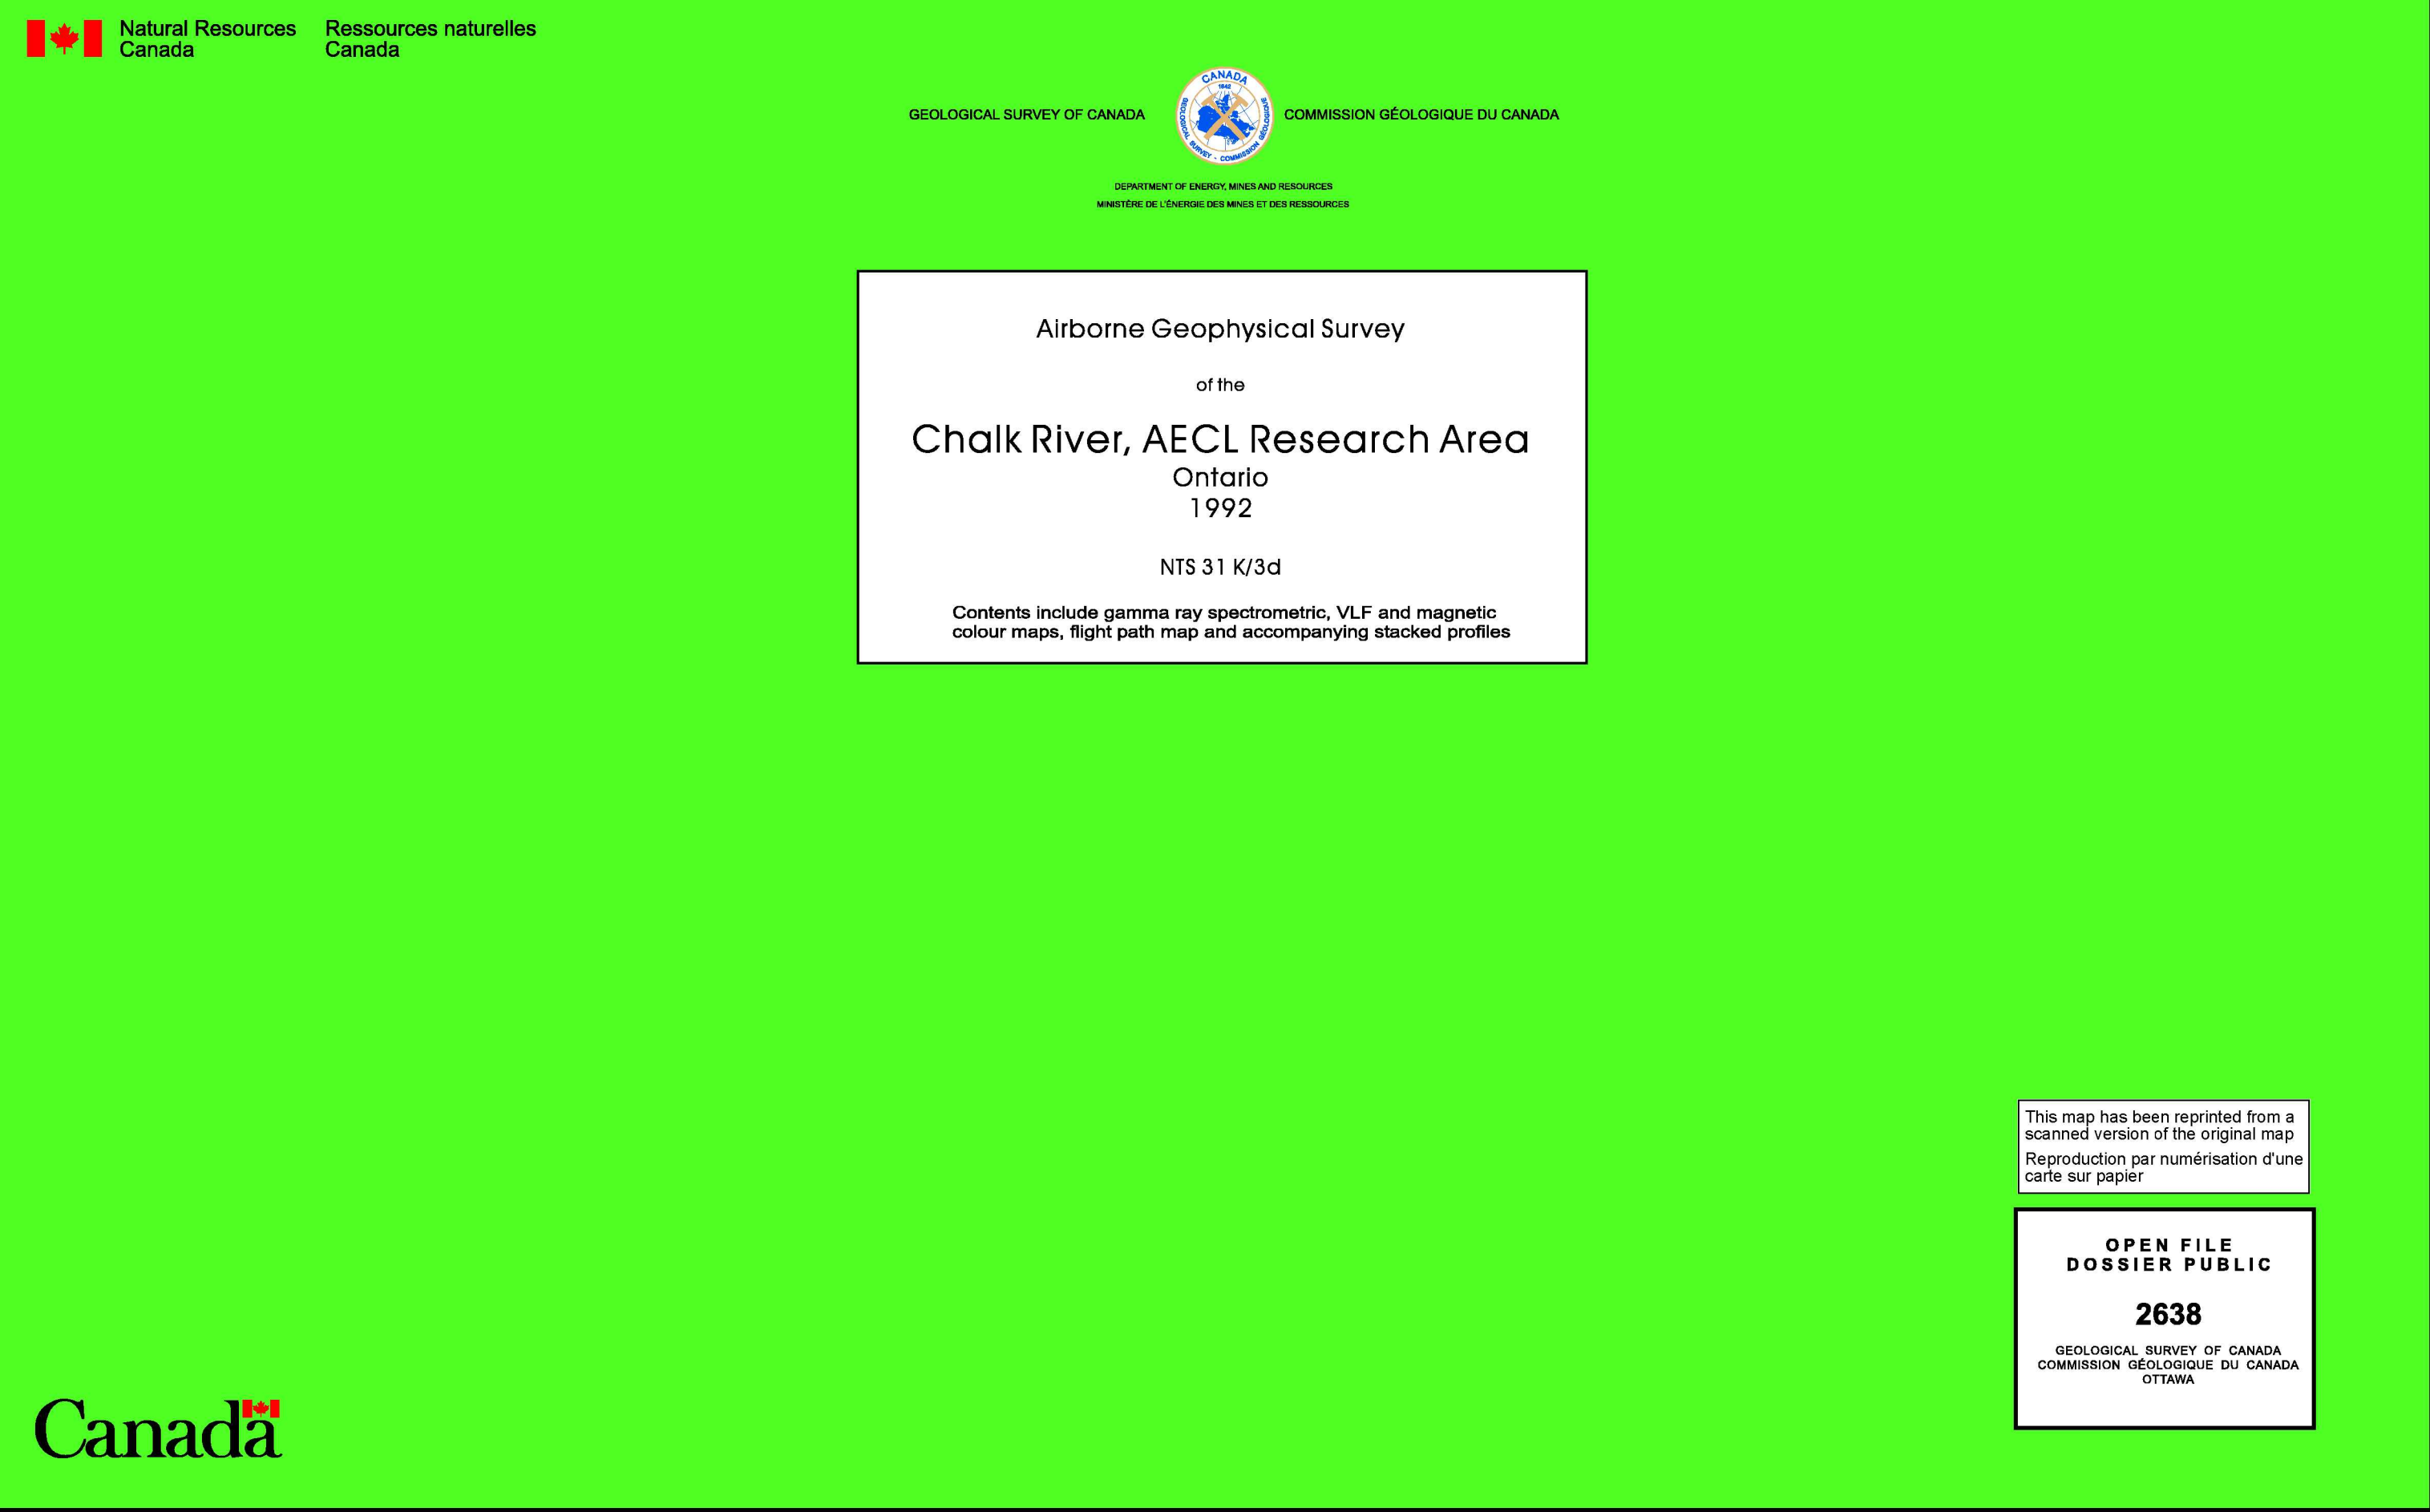 Natural Resources
Canada
Ressources naturelles
Canada
GEOLOGICAL SURVEY OF CANADA
CANADA
1842
GEOLOGICAL SURVEY - COMMISSION GÉOLOGIQUE
COMMISSION GÉOLOGIQUE DU CANADA
DEPARTMENT OF ENERGY, MINES AND RESOURCES
MINISTÈRE DE L'ÉNERGIE DES MINES ET DES RESSOURCES
Airborne Geophysical Survey
of the
Chalk River, AECL Research Area
Ontario
1992
NTS 31 K/3d
Contents include gamma ray spectrometric, VLF and magnetic
colour maps, flight path map and accompanying stacked profiles
This map has been reprinted from a
scanned version of the original map
Reproduction par numérisation d'une
carte sur papier
OPEN FILE
DOSSIER PUBLIC
2638
GEOLOGICAL SURVEY OF CANADA
COMMISSION GÉOLOGIQUE DU CANADA
OTTAWA
Canada